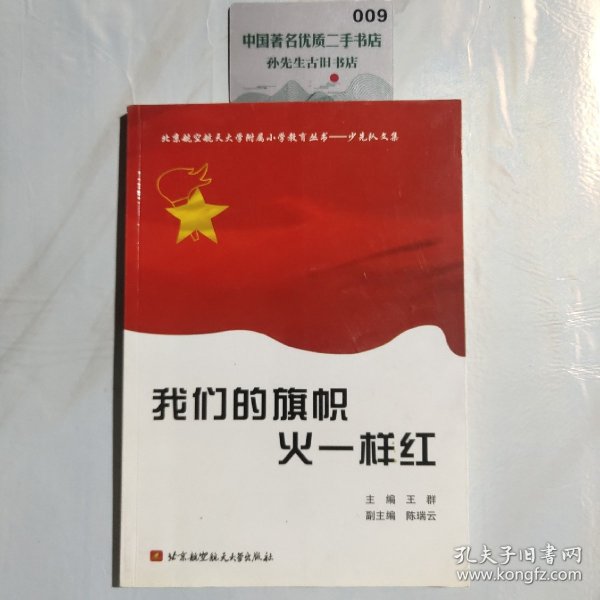 009
中国著名优质二手书店
孙先生古旧书店
北京航空航天大学附属小学教育丛书——少先队文集
我们的旗帜
火一样红
主 编 王 群
副主编 陈瑞云
北京航空航天大学出版社
孔夫子旧书网
www.kongfz.com